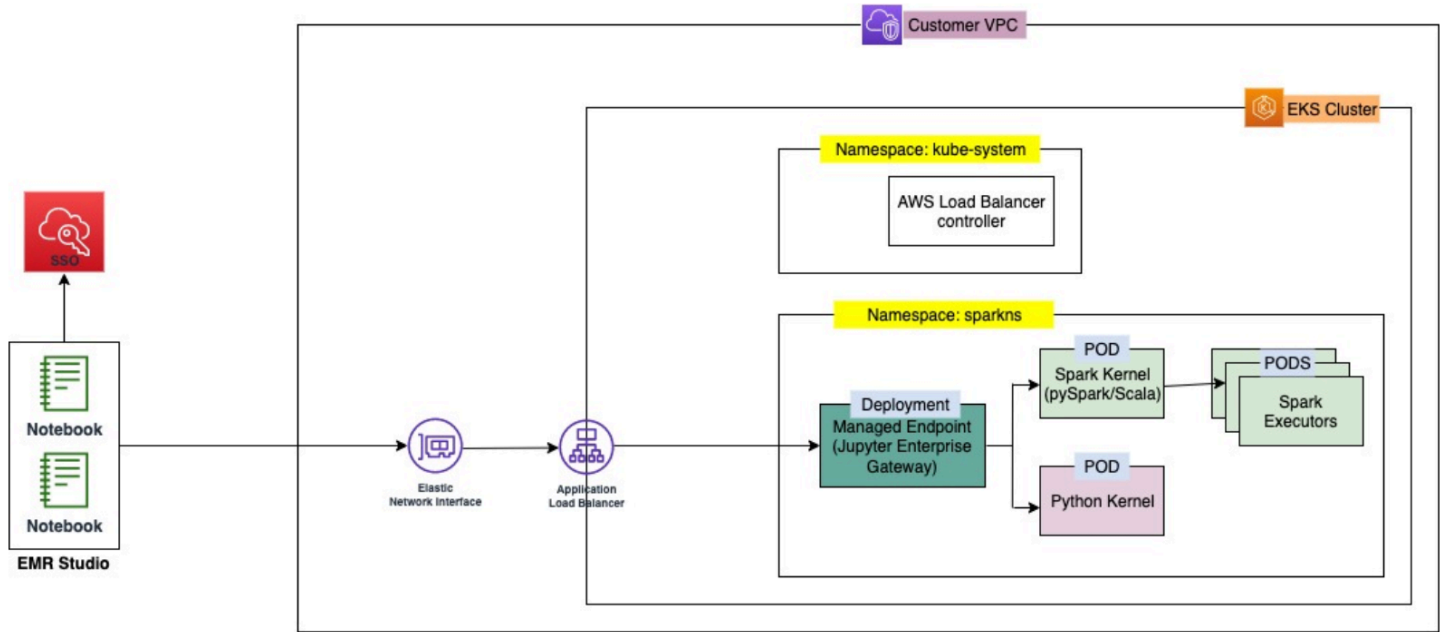 Customer VPC
EKS Cluster
Namespace: kube-system
AWS Load Balancer
controller
SSO
Namespace: sparkns
Notebook
Notebook
EMR Studio
Elastic
Network Interface
Application
Load Balancer
Deployment
Managed Endpoint
(Jupyter Enterprise
Gateway)
POD
Spark Kernel
(pySpark/Scala)
PODS
Spark
Executors
POD
Python Kernel